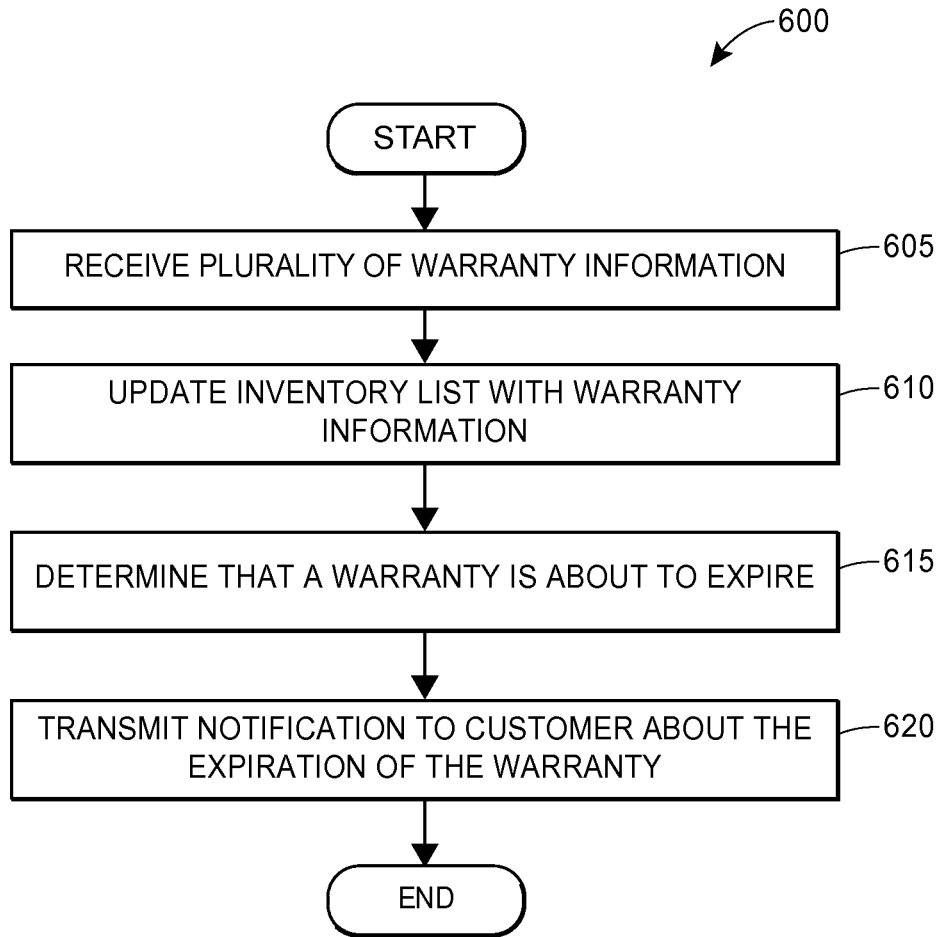 600
START
RECEIVE PLURALITY OF WARRANTY INFORMATION
605
UPDATE INVENTORY LIST WITH WARRANTY
INFORMATION
610
DETERMINE THAT A WARRANTY IS ABOUT TO EXPIRE
615
TRANSMIT NOTIFICATION TO CUSTOMER ABOUT THE
EXPIRATION OF THE WARRANTY
620
END